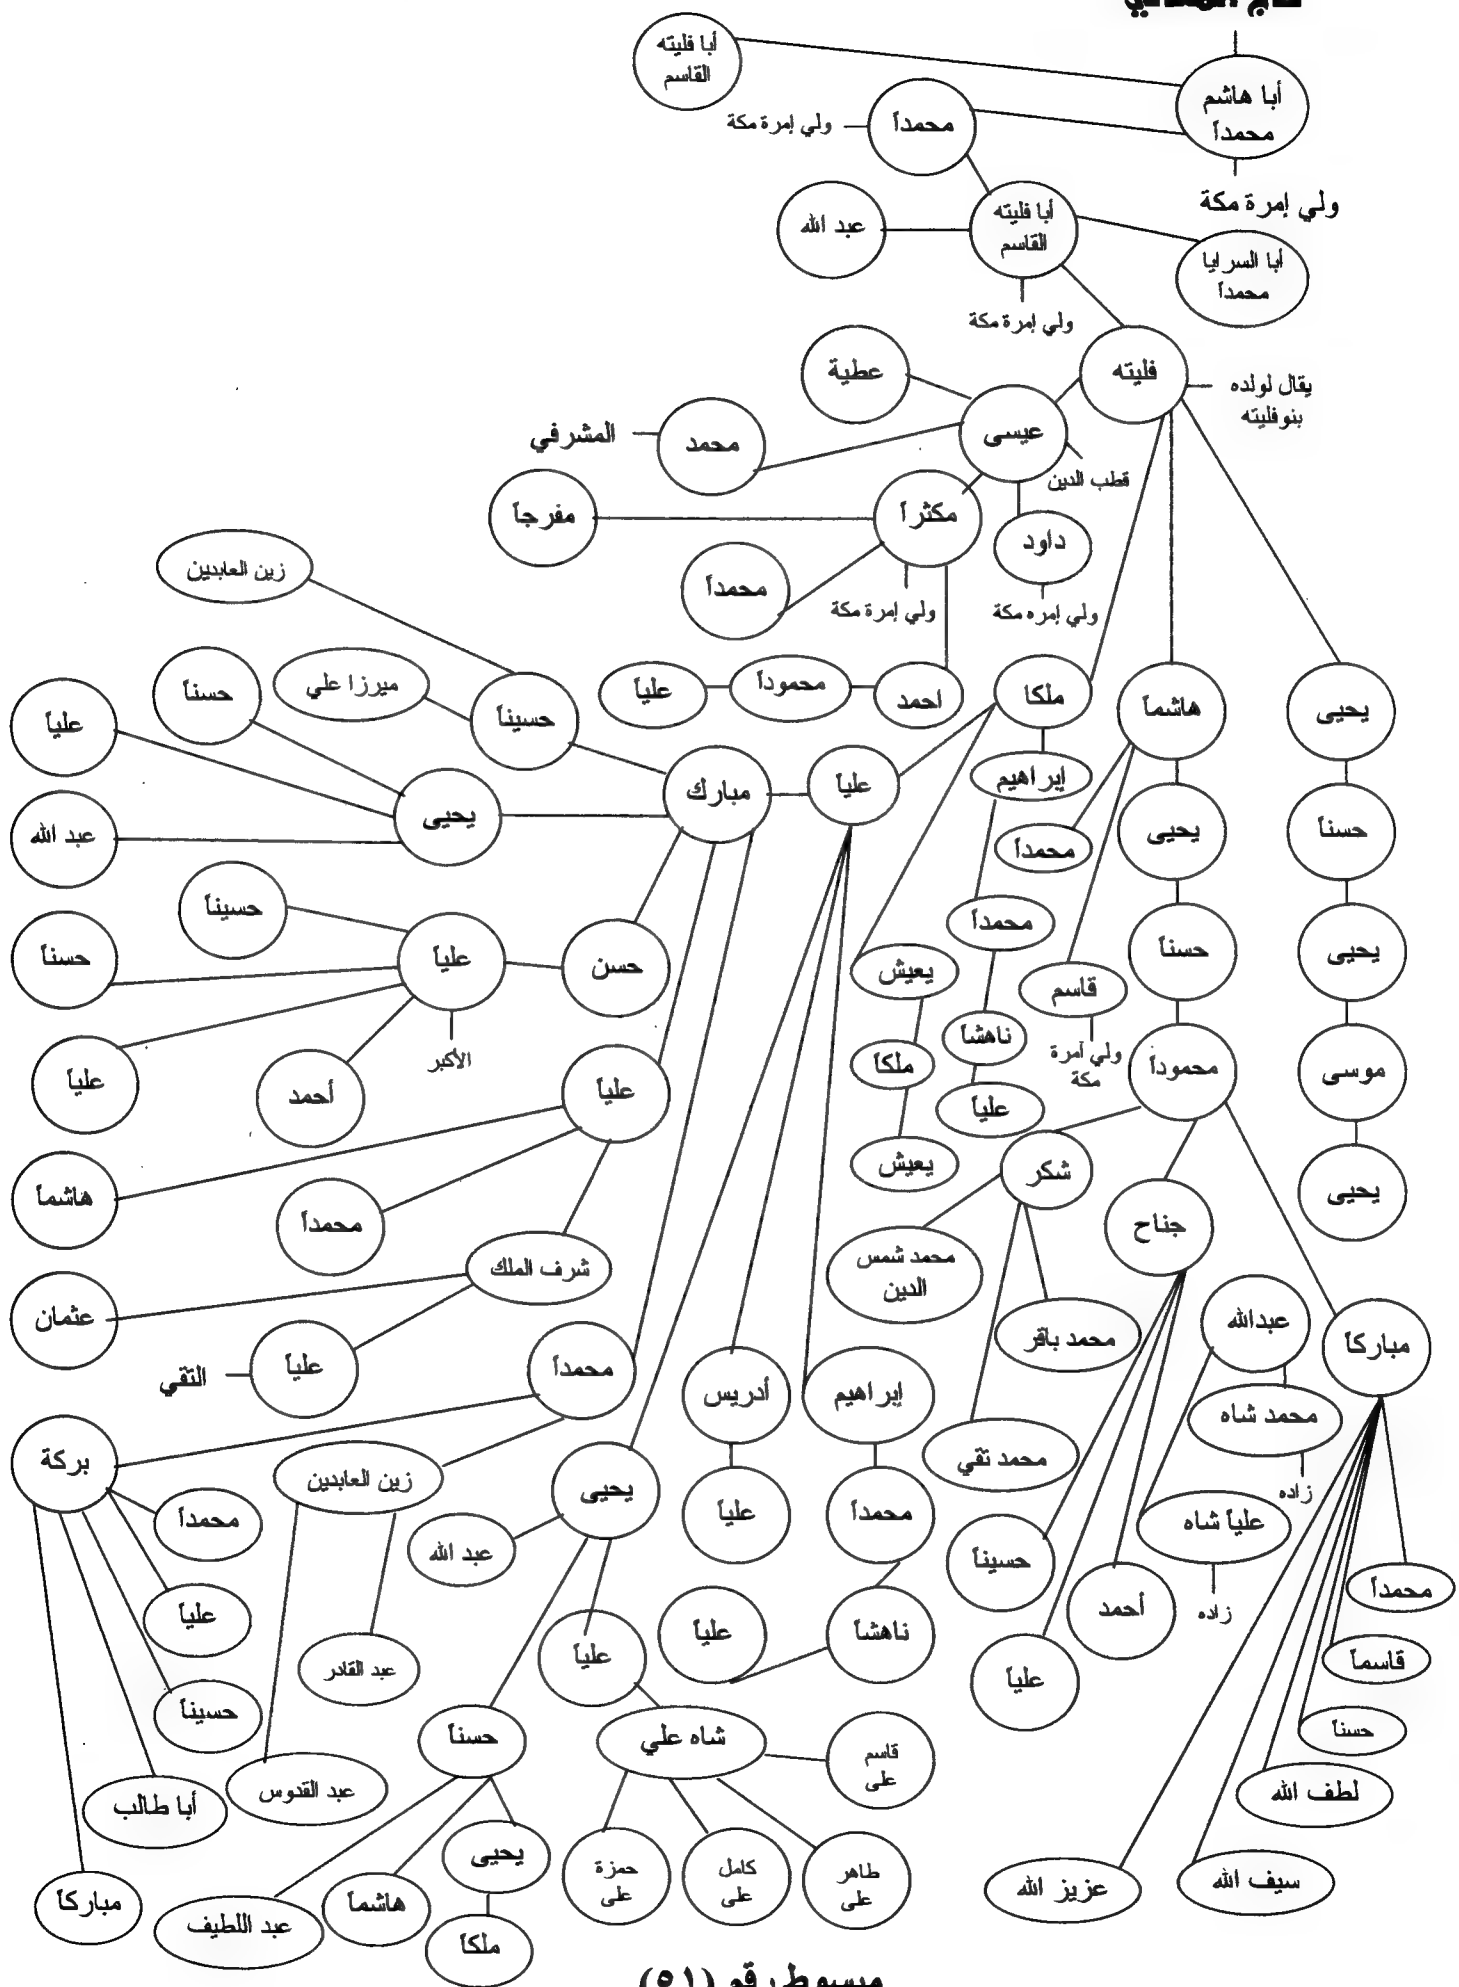 أبا فليته
القاسم
أبا هاشم
محمداً
ولي إمرة مكة
محمداً
ولي إمرة مكة
أبا فليته
القاسم
عبد الله
أبا السرايا
محمداً
ولي إمرة مكة
فليته
يقال لولده
بنو فليته
عطية
عيسى
قطب الدين
محمد
المشرفي
مكثراً
مفرجاً
داود
محمداً
ولي إمرة مكة
ولي إمره مكة
زين العابدين
يحيى
هاشماً
ملكا
احمد
محموداً
علياً
ميرزا علي
حسيناً
حسناً
علياً
إبراهيم
علياً
مبارك
يحيى
عبد الله
حسناً
يحيى
محمداً
محمداً
حسيناً
يحيى
حسناً
قاسم
ولي امرة
مكة
يعيش
حسن
علياً
الأكبر
حسناً
موسى
محموداً
ناهشاً
ملكاً
علياً
علياً
أحمد
علياً
يحيى
شكر
يعيش
هاشماً
محمداً
جناح
محمد شمس
الدين
شرف الملك
عثمان
علياً
التقي
عبدالله
محمد باقر
مباركاً
محمد شاه
زاده
إبراهيم
أدريس
محمداً
بركة
زين العابدين
يحيى
محمد تقي
علياً شاه
زاده
محمداً
علياً
عبد الله
محمداً
حسيناً
أحمد
محمداً
قاسماً
علياً
ناهشاً
علياً
علياً
عبد القادر
علياً
حسيناً
حسناً
حسناً
شاه علي
قاسم
على
لطف الله
عبد القدوس
أبا طالب
سيف الله
عزيز الله
طاهر
على
كامل
على
حمزة
على
يحيى
هاشماً
عبد اللطيف
مباركاً
ملكاً
مبسوط رقم (٥١)